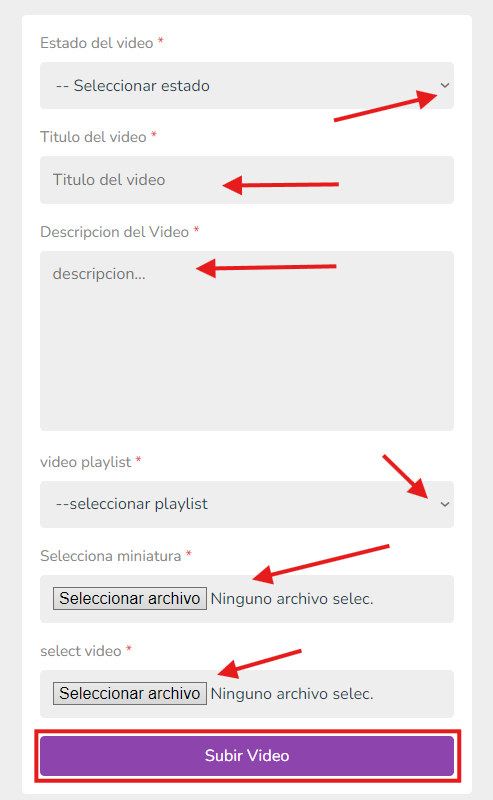 Estado del video *
-- Seleccionar estado
Titulo del video *
Titulo del video
Descripcion del Video *
descripcion...
video playlist *
--seleccionar playlist
Selecciona miniatura *
Seleccionar archivo Ninguno archivo selec.
select video *
Seleccionar archivo Ninguno archivo selec.
Subir Video